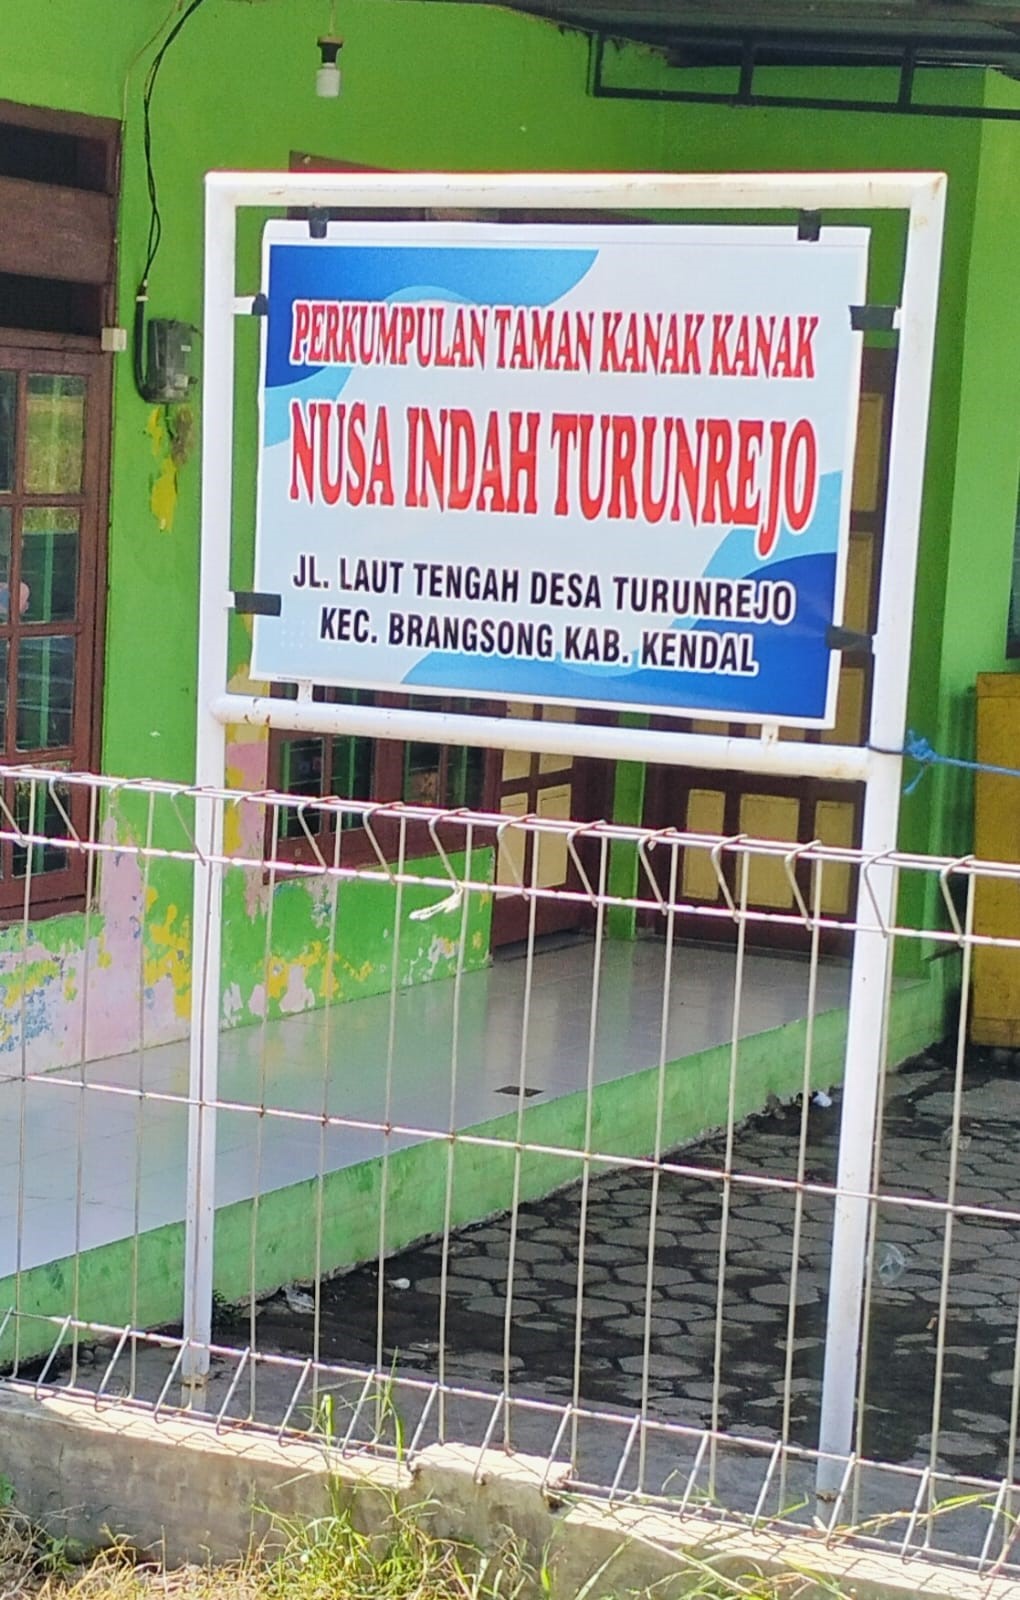 PERKUMPULAN TAMAN KANAK KANAK
NUSA INDAH TURUNREJO
JL. LAUT TENGAH DESA TURUNREJO
KEC. BRANGSONG KAB. KENDAL